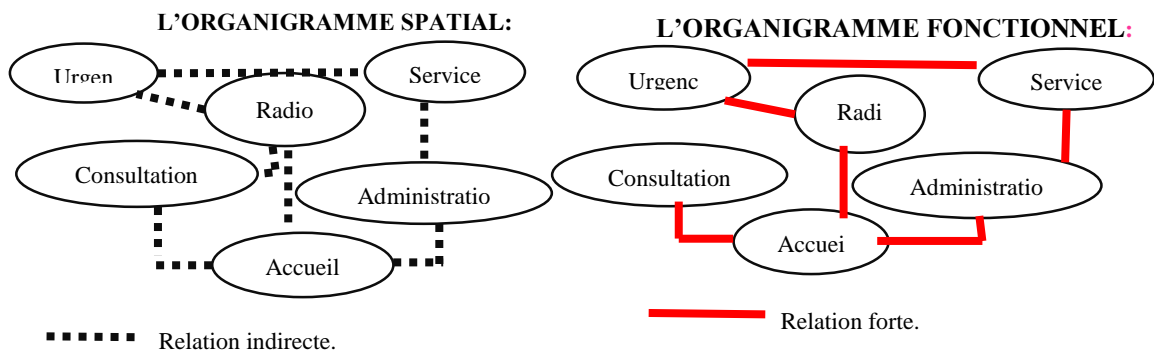 L'ORGANIGRAMME SPATIAL:
Urgen
Service
Radio
Consultation
Administratio
Accueil
Relation indirecte.
L'ORGANIGRAMME FONCTIONNEL:
Urgenc
Service
Radi
Consultation
Administratio
Accuei
Relation forte.